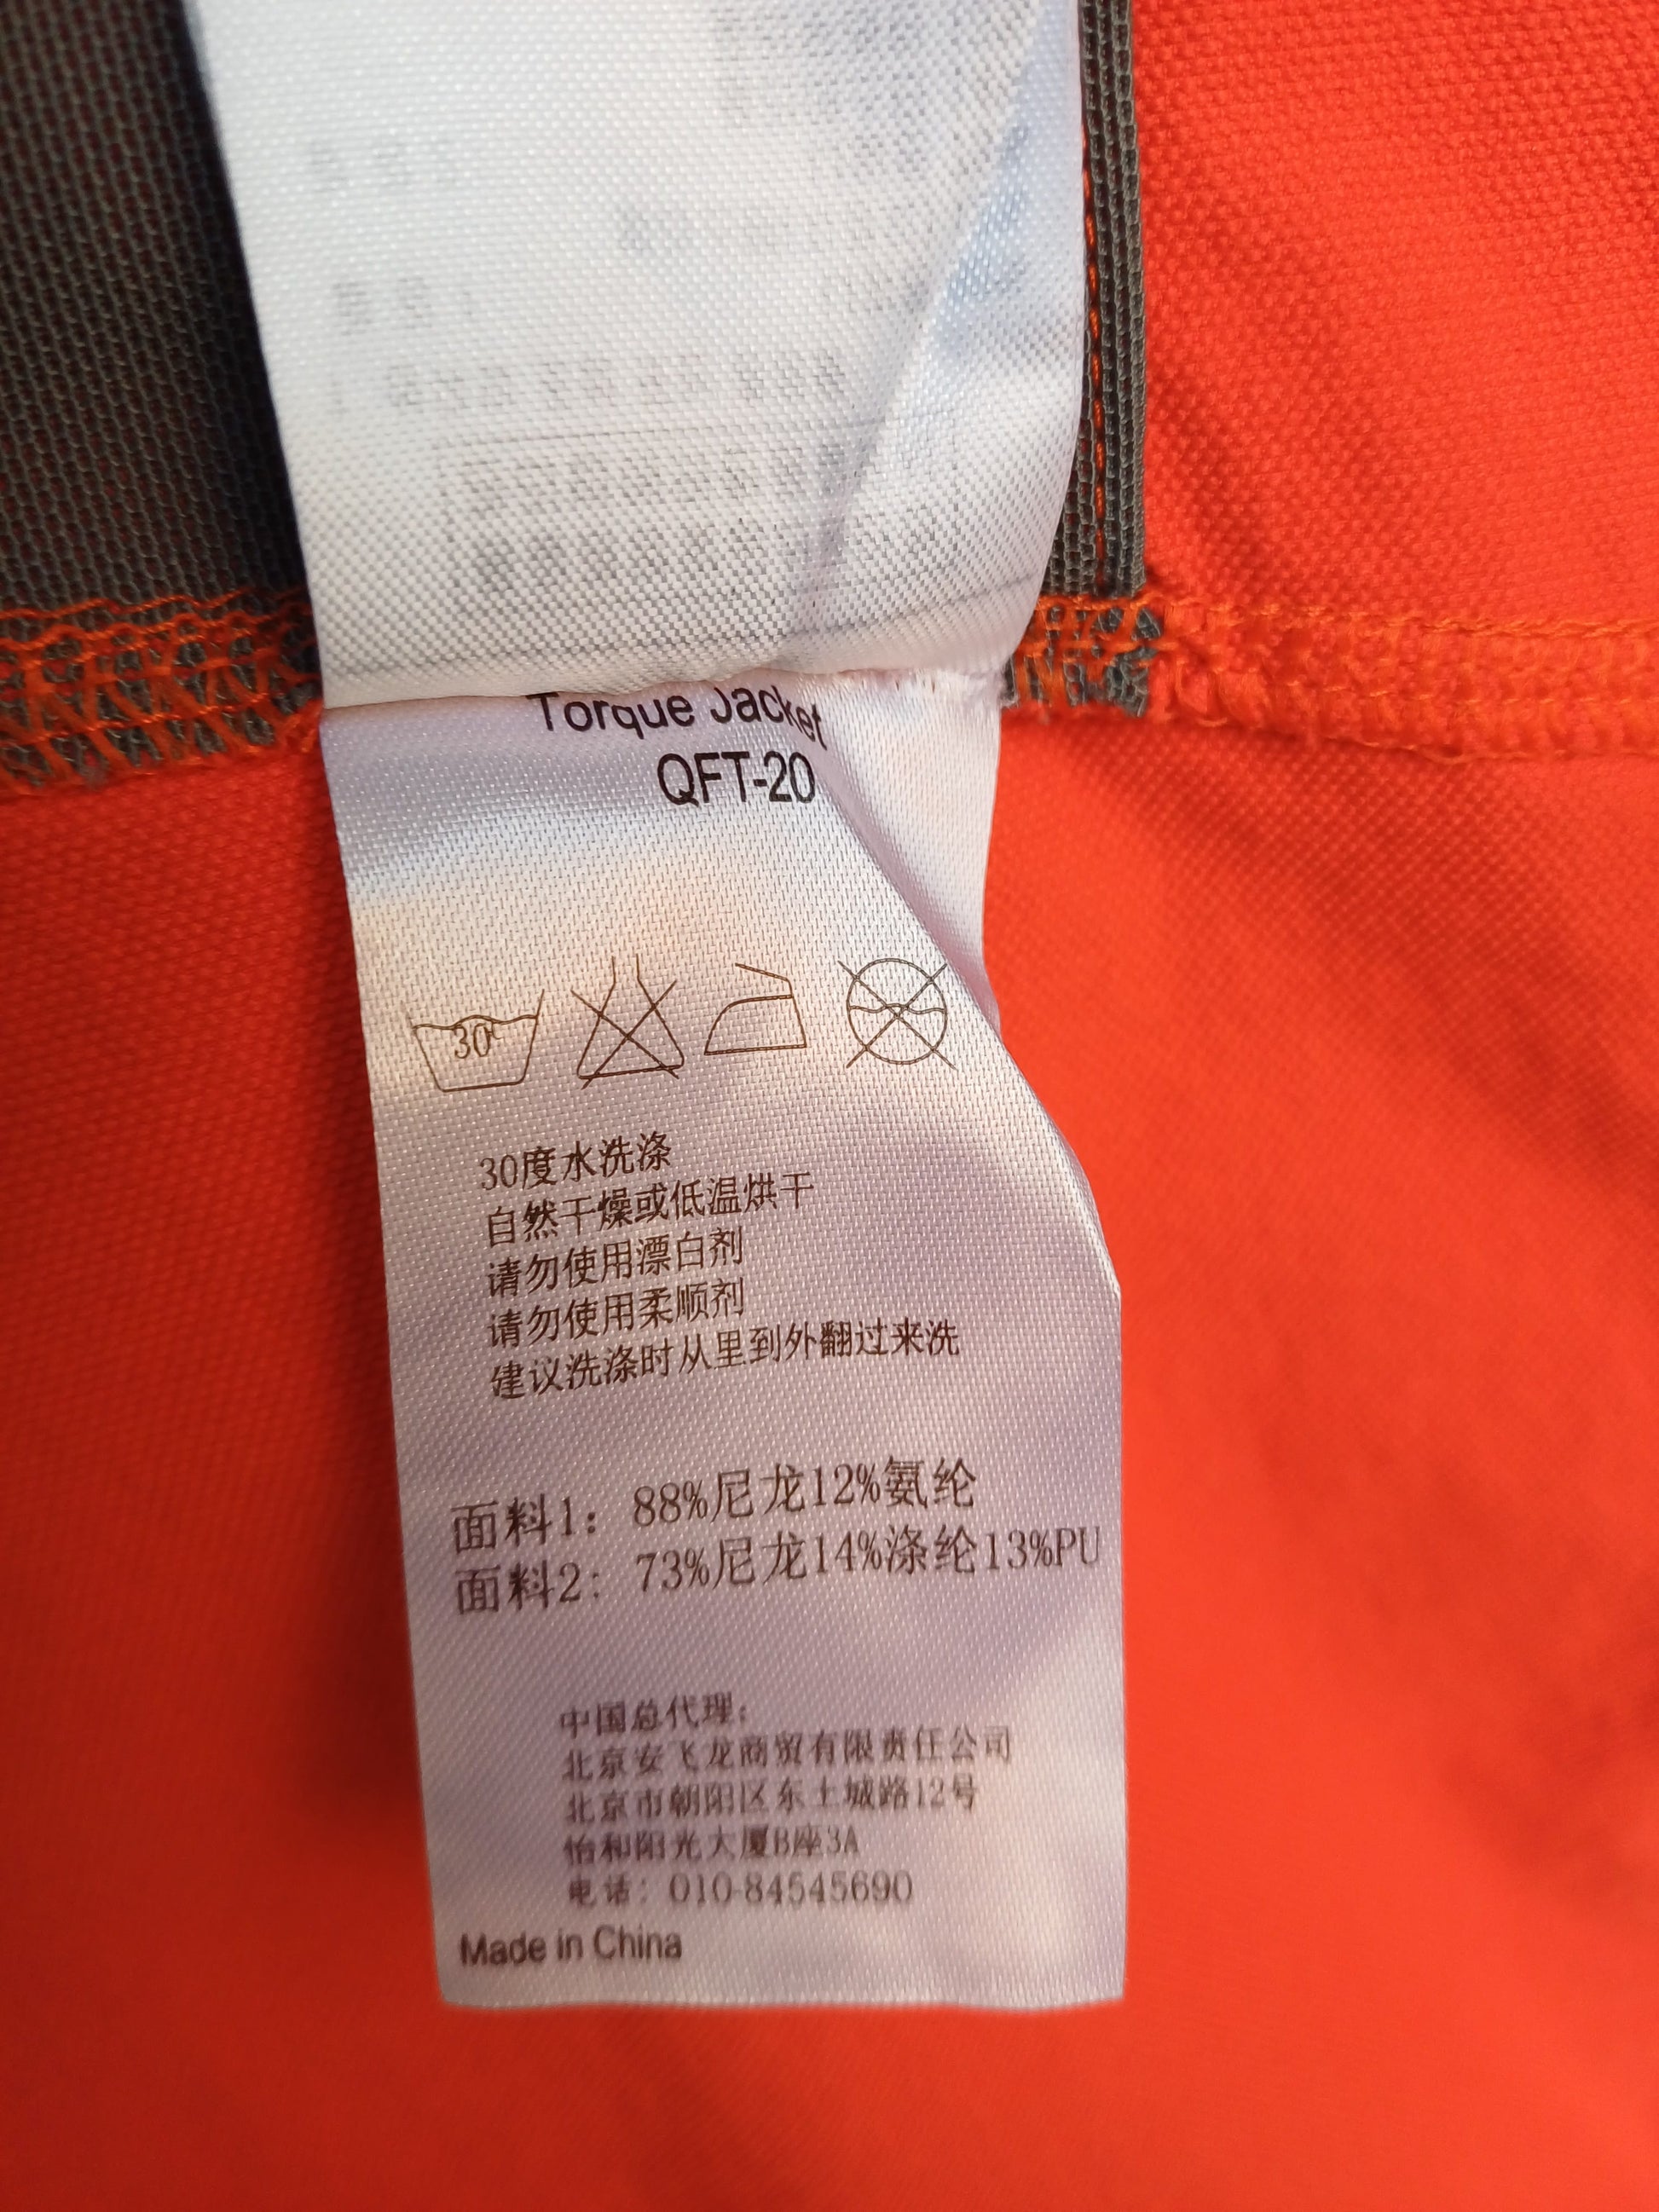 Torque Jacket
QFT-20
30℃
30度水洗涤
自然干燥或低温烘干
请勿使用漂白剂
请勿使用柔顺剂
建议洗涤时从里到外翻过来洗
面料1：88%尼龙12%氨纶
面料2：73%尼龙14%涤纶13%PU
中国总代理：
北京安飞龙商贸有限责任公司
北京市朝阳区东土城路12号
怡和阳光大厦B座3A
电话：010-84545690
Made in China